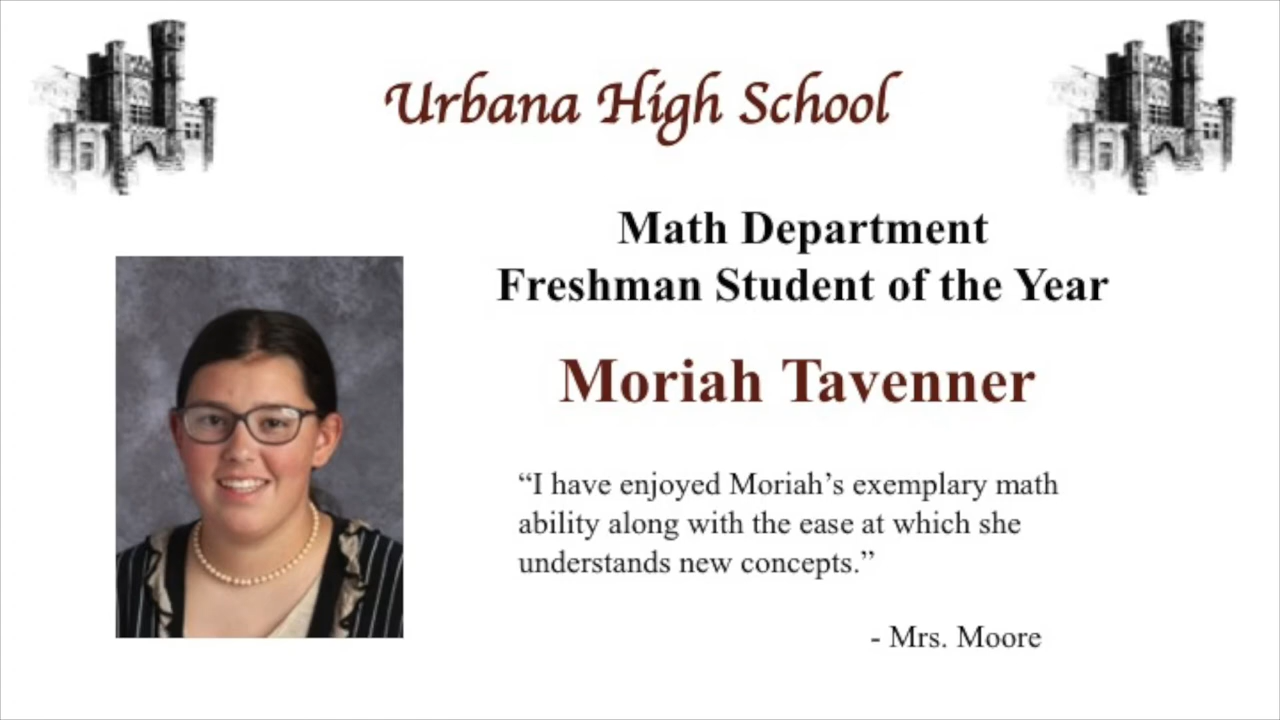 Urbana High School
Math Department
Freshman Student of the Year
Moriah Tavenner
“I have enjoyed Moriah’s exemplary math
ability along with the ease at which she
understands new concepts.”
- Mrs. Moore